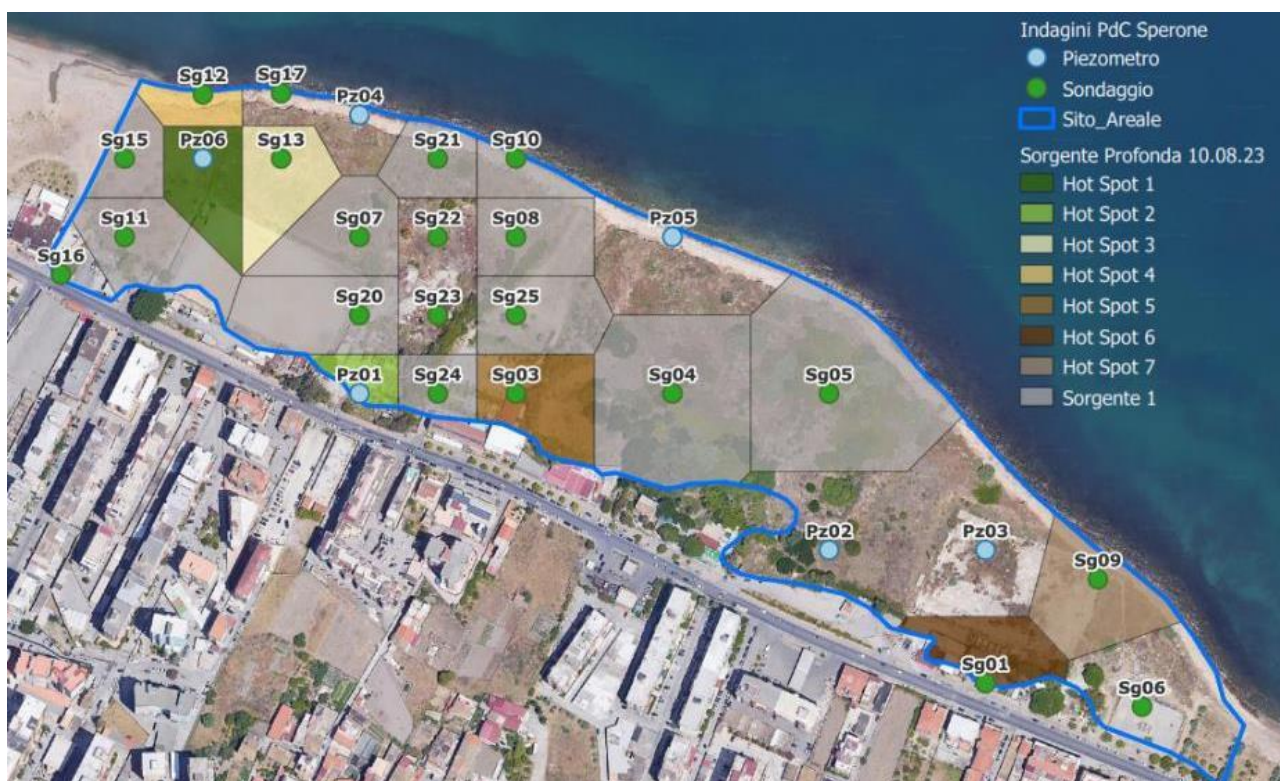 Indagini PdC Sperone
Piezometro
Sondaggio
Sito_Areale
Sorgente Profonda 10.08.23
Hot Spot 1
Hot Spot 2
Hot Spot 3
Hot Spot 4
Hot Spot 5
Hot Spot 6
Hot Spot 7
Sorgente 1
Sg12
Sg17
Pz04
Sg15
Pz06
Sg13
Sg21
Sg10
Sg11
Sg07
Sg22
Sg08
Pz05
Sg16
Sg20
Sg23
Sg25
Pz01
Sg24
Sg03
Sg04
Sg05
Pz02
Pz03
Sg09
Sg01
Sg06